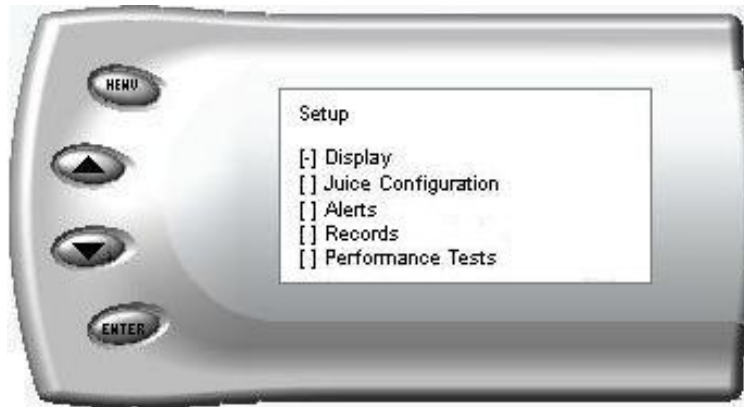 MENU
Setup
[-] Display
[ ] Juice Configuration
[ ] Alerts
[ ] Records
[ ] Performance Tests
ENTER